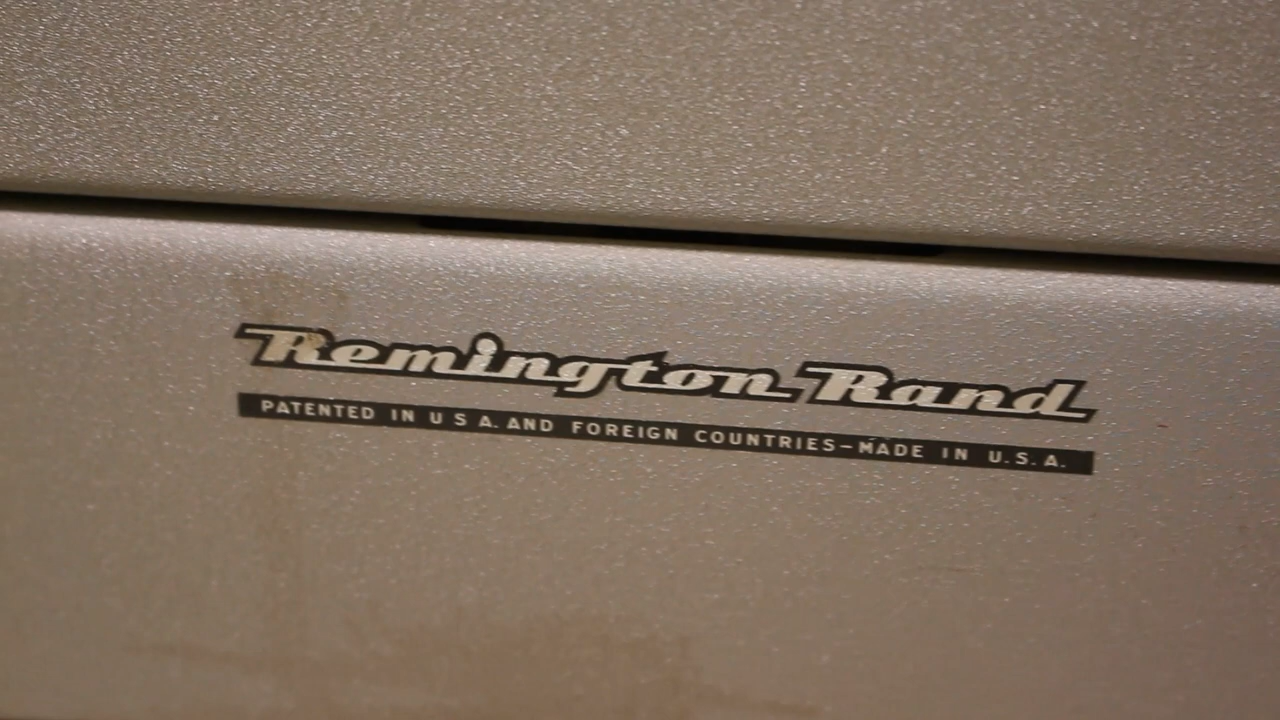 Remington Rand
PATENTED IN U S A. AND FOREIGN COUNTRIES-MADE IN U.S.A.